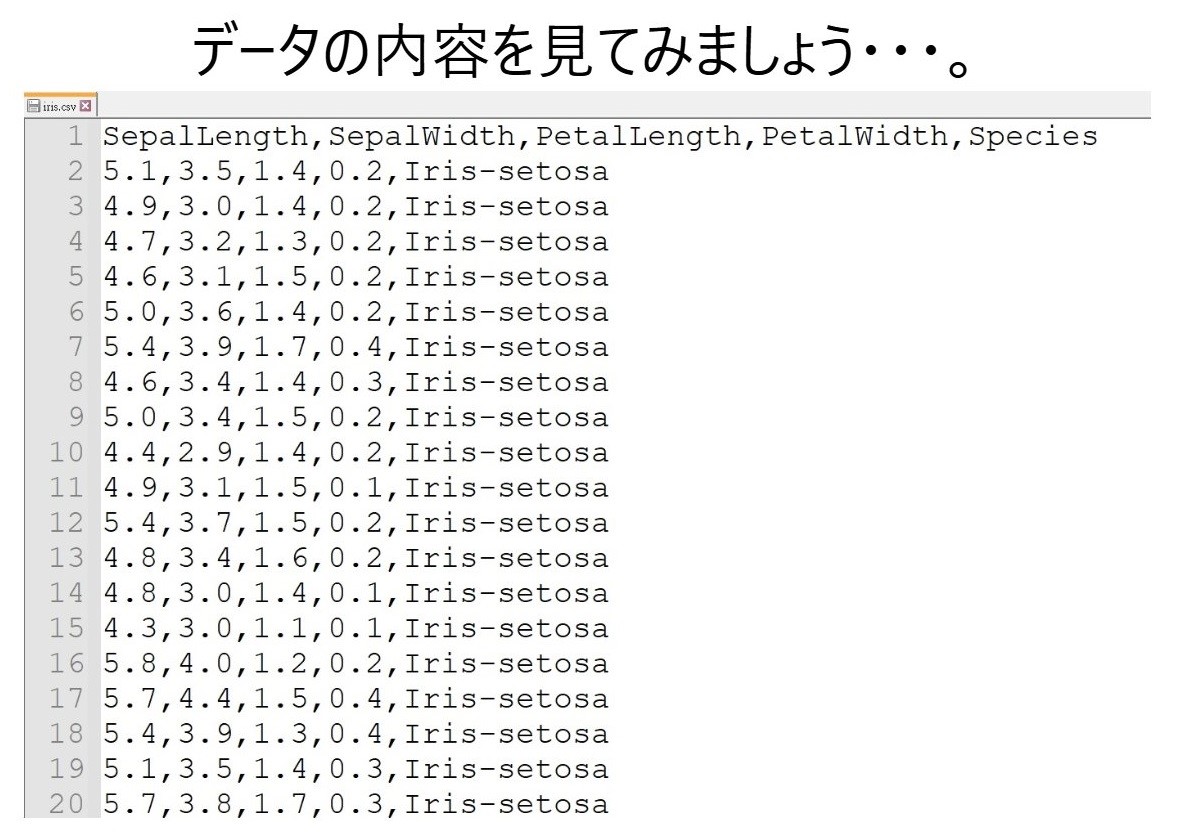 データの内容を見てみましょう・・・。
iris.csv
1 SepalLength,SepalWidth,PetalLength,PetalWidth,Species
2 5.1,3.5,1.4,0.2,Iris-setosa
3 4.9,3.0,1.4,0.2,Iris-setosa
4 4.7,3.2,1.3,0.2,Iris-setosa
5 4.6,3.1,1.5,0.2,Iris-setosa
6 5.0,3.6,1.4,0.2,Iris-setosa
7 5.4,3.9,1.7,0.4,Iris-setosa
8 4.6,3.4,1.4,0.3,Iris-setosa
9 5.0,3.4,1.5,0.2,Iris-setosa
10 4.4,2.9,1.4,0.2,Iris-setosa
11 4.9,3.1,1.5,0.1,Iris-setosa
12 5.4,3.7,1.5,0.2,Iris-setosa
13 4.8,3.4,1.6,0.2,Iris-setosa
14 4.8,3.0,1.4,0.1,Iris-setosa
15 4.3,3.0,1.1,0.1,Iris-setosa
16 5.8,4.0,1.2,0.2,Iris-setosa
17 5.7,4.4,1.5,0.4,Iris-setosa
18 5.4,3.9,1.3,0.4,Iris-setosa
19 5.1,3.5,1.4,0.3,Iris-setosa
20 5.7,3.8,1.7,0.3,Iris-setosa